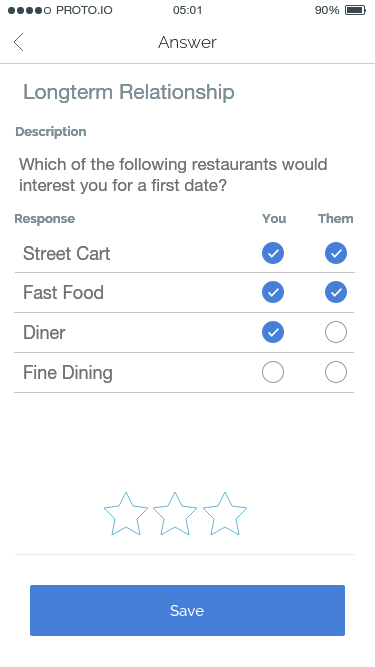 PROTO.IO 05:01 90%
Answer
Longterm Relationship
Description
Which of the following restaurants would
interest you for a first date?
Response You Them
Street Cart
Fast Food
Diner
Fine Dining
Save